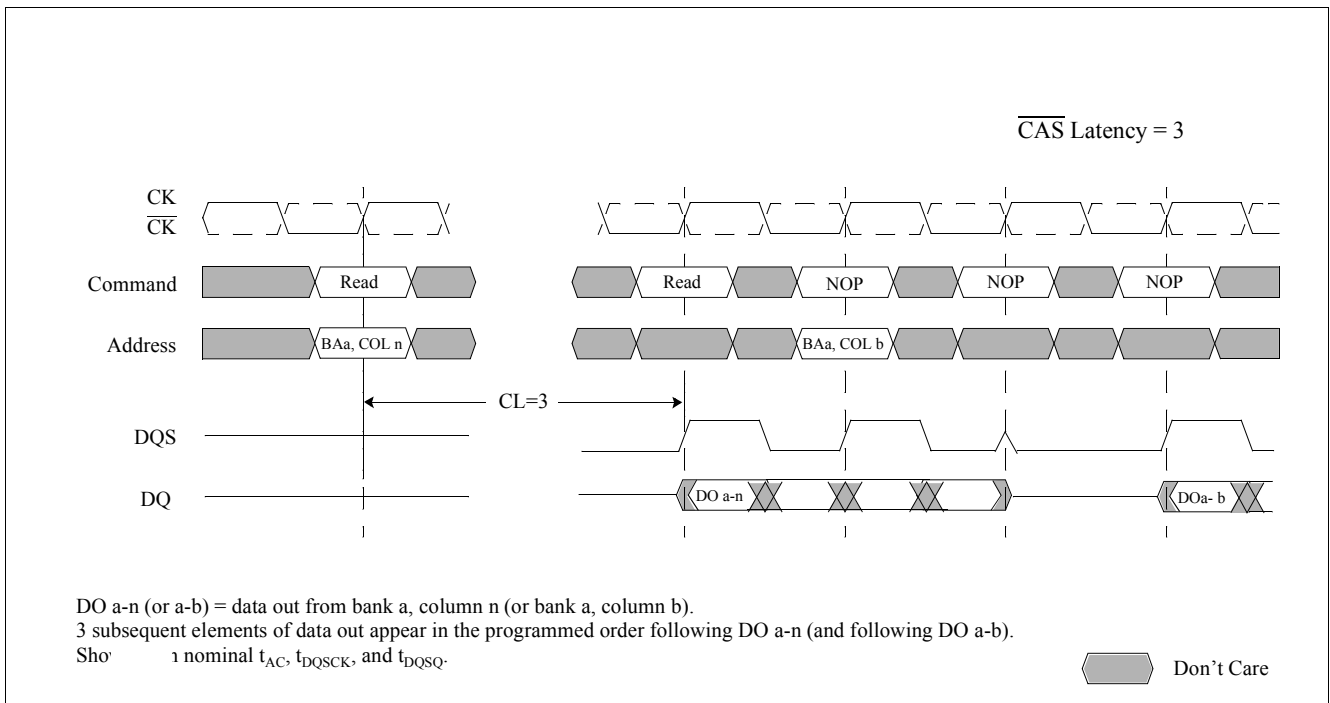 CAS Latency = 3
CK
CK
Command Read Read NOP NOP NOP
Address BAa, COL n BAa, COL b
CL=3
DQS
DQ DO a-n DOa- b
DO a-n (or a-b) = data out from bank a, column n (or bank a, column b).
3 subsequent elements of data out appear in the programmed order following DO a-n (and following DO a-b).
nominal tAC, tDQSCK, and tDQSQ.
Don't Care